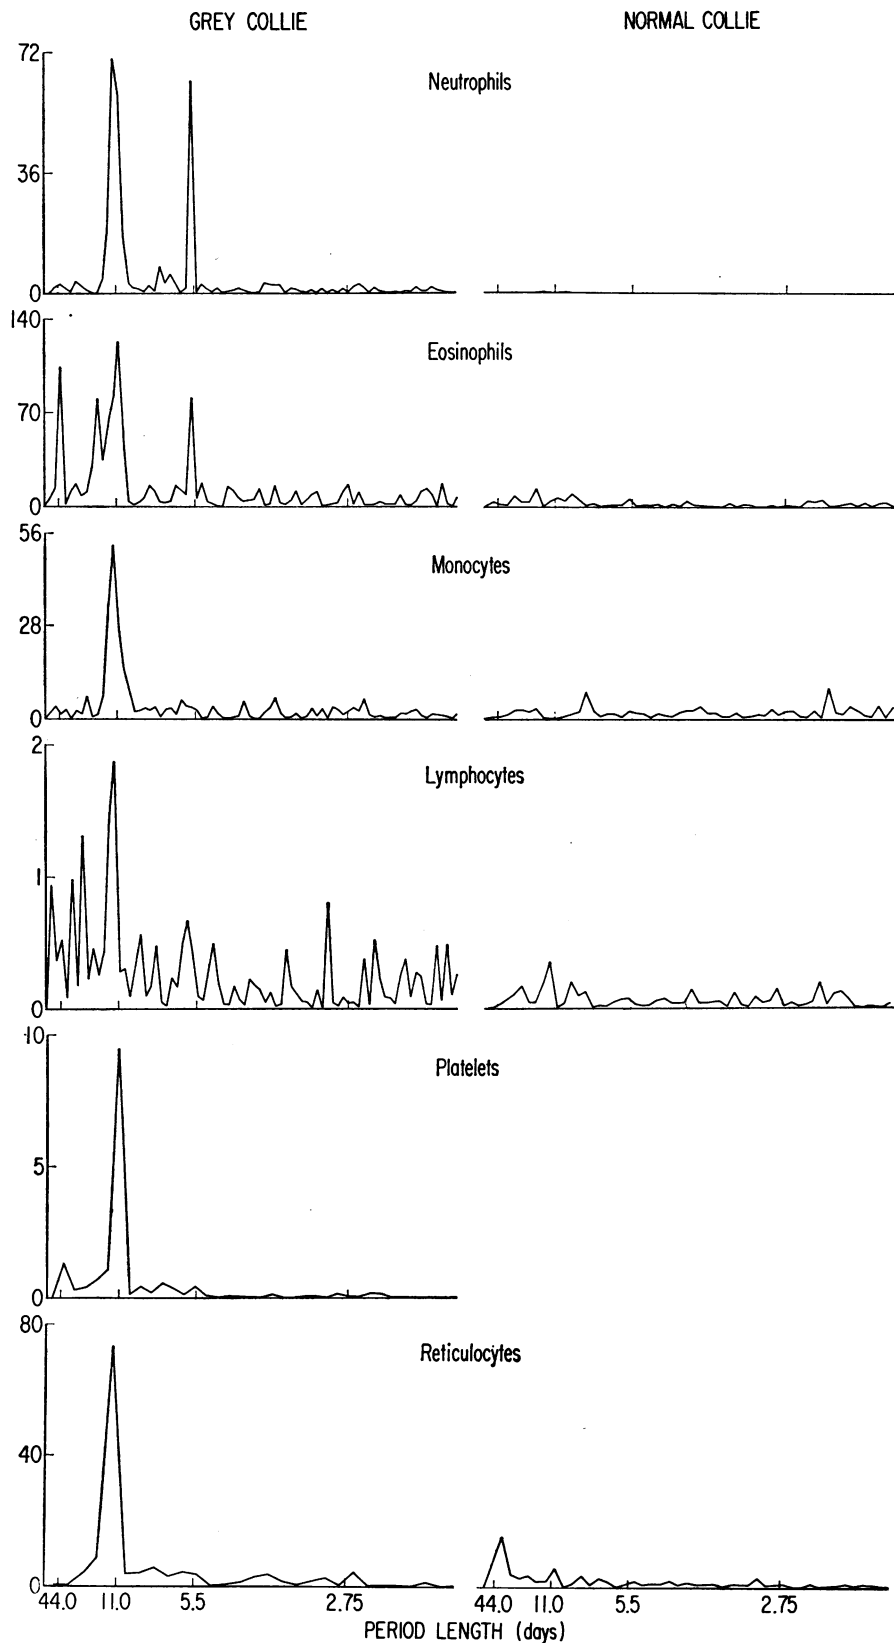 GREY COLLIE NORMAL COLLIE
72
Neutrophils
36
0
140
Eosinophils
70
0
56
Monocytes
28
0
2
Lymphocytes
1
0
10
Platelets
5
0
80
Reticulocytes
40
0
44.0 11.0 5.5 2.75 44.0 11.0 5.5 2.75
PERIOD LENGTH (days)